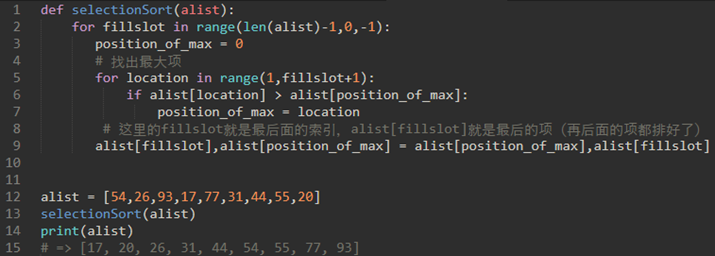 1 def selectionSort(alist):
2     for fillslot in range(len(alist)-1,0,-1):
3         position_of_max = 0
4         # 找出最大项
5         for location in range(1,fillslot+1):
6             if alist[location] > alist[position_of_max]:
7                 position_of_max = location
8          # 这里的fillslot就是最后面的索引，alist[fillslot]就是最后的项（再后面的项都排好了）
9         alist[fillslot],alist[position_of_max] = alist[position_of_max],alist[fillslot]
10
11
12 alist = [54,26,93,17,77,31,44,55,20]
13 selectionSort(alist)
14 print(alist)
15 # => [17, 20, 26, 31, 44, 54, 55, 77, 93]